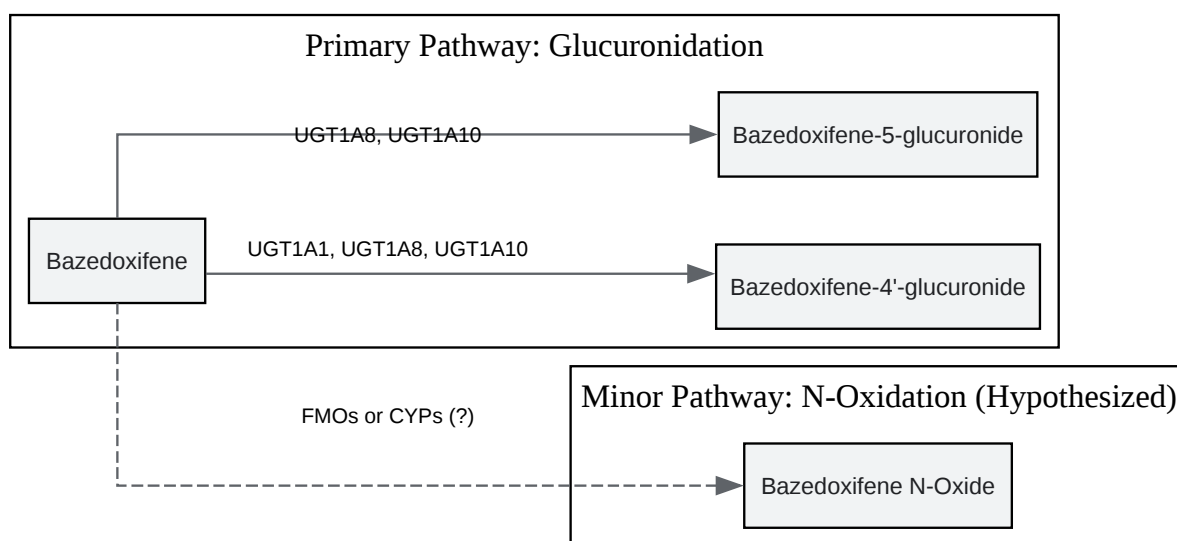 Primary Pathway: Glucuronidation
UGT1A8, UGT1A10
Bazedoxifene-5-glucuronide
Bazedoxifene
UGT1A1, UGT1A8, UGT1A10
Bazedoxifene-4'-glucuronide
Minor Pathway: N-Oxidation (Hypothesized)
FMOs or CYPs (?)
Bazedoxifene N-Oxide